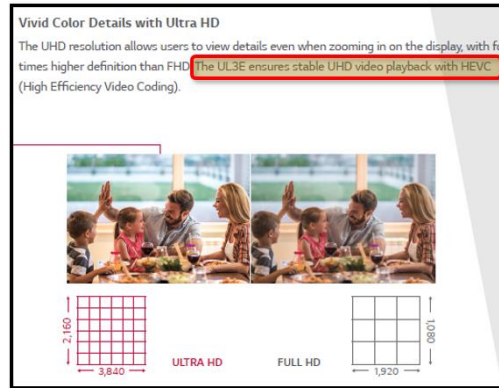 Vivid Color Details with Ultra HD
The UHD resolution allows users to view details even when zooming in on the display, with
times higher definition than FHD. The UL3E ensures stable UHD video playback with HEVC
(High Efficiency Video Coding).
2,160
3,840
ULTRA HD
FULL HD
1,920
1,080